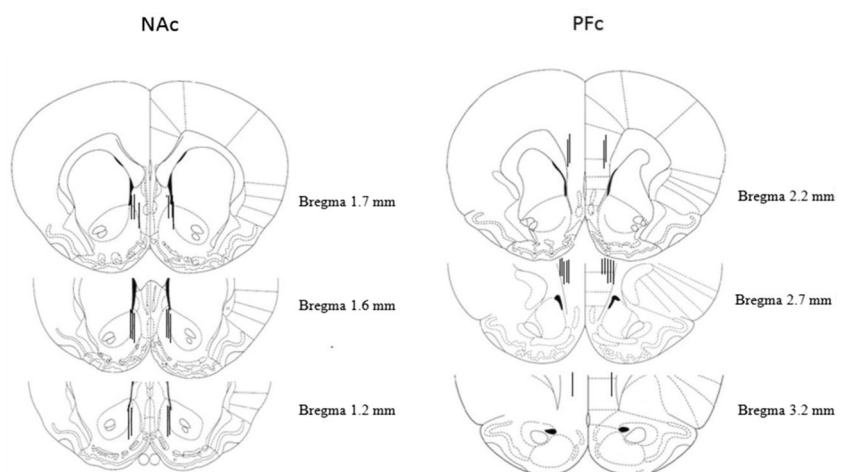 NAc
PFc
Bregma 1.7 mm
Bregma 2.2 mm
Bregma 1.6 mm
Bregma 2.7 mm
Bregma 1.2 mm
Bregma 3.2 mm